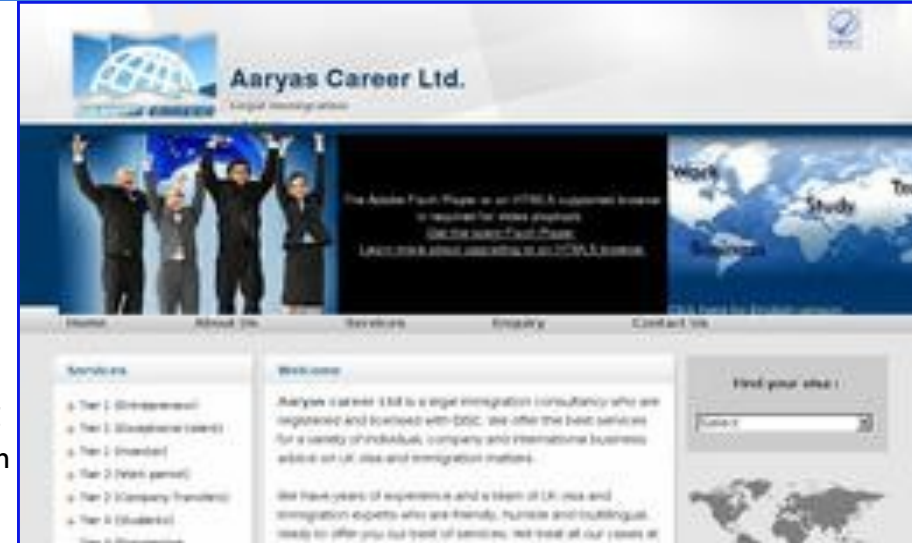 Aaryas Career Ltd.
Legal Immigration
The Adobe Flash Player or an HTML5 supported browser
is required for video playback.
Get the latest Flash Player
Learn more about upgrading to an HTML5 browser
Work
Study
Business
Home About Us Services Enquiry Contact Us
Services
Tier 1 (Entrepreneur)
Tier 1 (Exceptional talent)
Tier 1 (Investor)
Tier 2 (Work permit)
Tier 2 (Company Transfers)
Tier 4 (Students)
Welcome
Aaryas career Ltd is a legal immigration consultancy who are
registered and licensed with OISC. We offer the best services
for a variety of individual, company and international business
advice on UK visa and immigration matters.
We have years of experience and a team of UK visa and
immigration experts who are friendly, humble and multilingual,
ready to offer you our best of services. We treat all our cases at
Find your visa :
Select